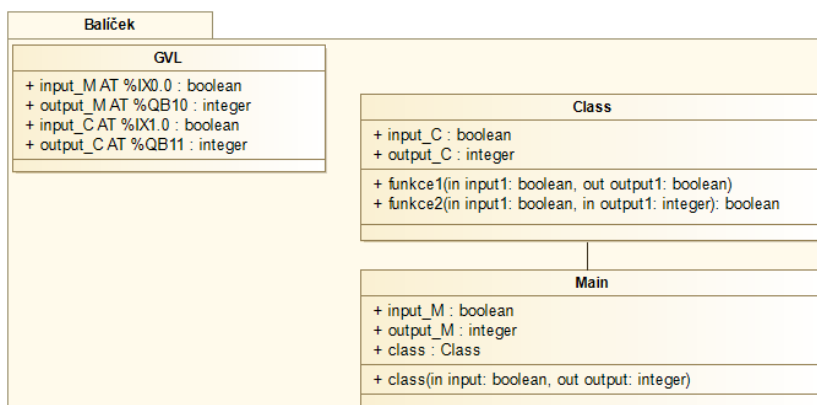 Balíček
GVL
+ input_M AT %IX0.0 : boolean
+ output_M AT %QB10 : integer
+ input_C AT %IX1.0 : boolean
+ output_C AT %QB11 : integer
Class
+ input_C : boolean
+ output_C : integer
+ funkce1(in input1: boolean, out output1: boolean)
+ funkce2(in input1: boolean, in output1: integer): boolean
Main
+ input_M : boolean
+ output_M : integer
+ class : Class
+ class(in input: boolean, out output: integer)